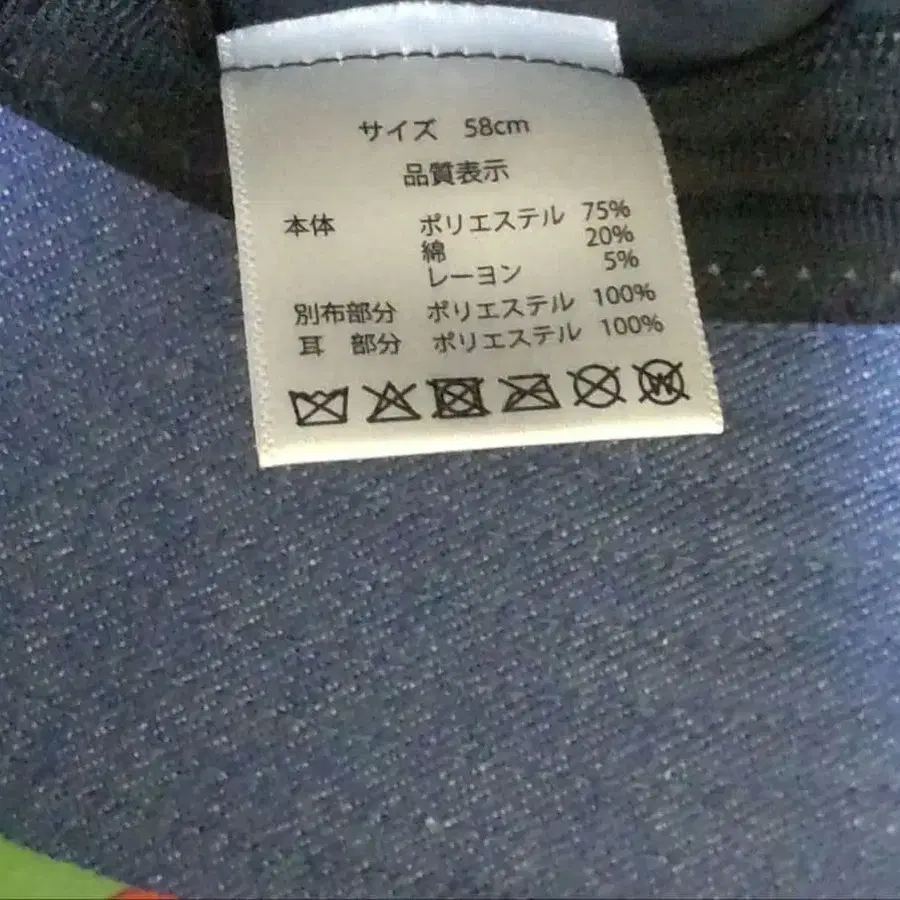 サイズ 58cm
品質表示
本体 ポリエステル 75%
綿 20%
レーヨン 5%
別布部分 ポリエステル 100%
耳 部分 ポリエステル 100%
W